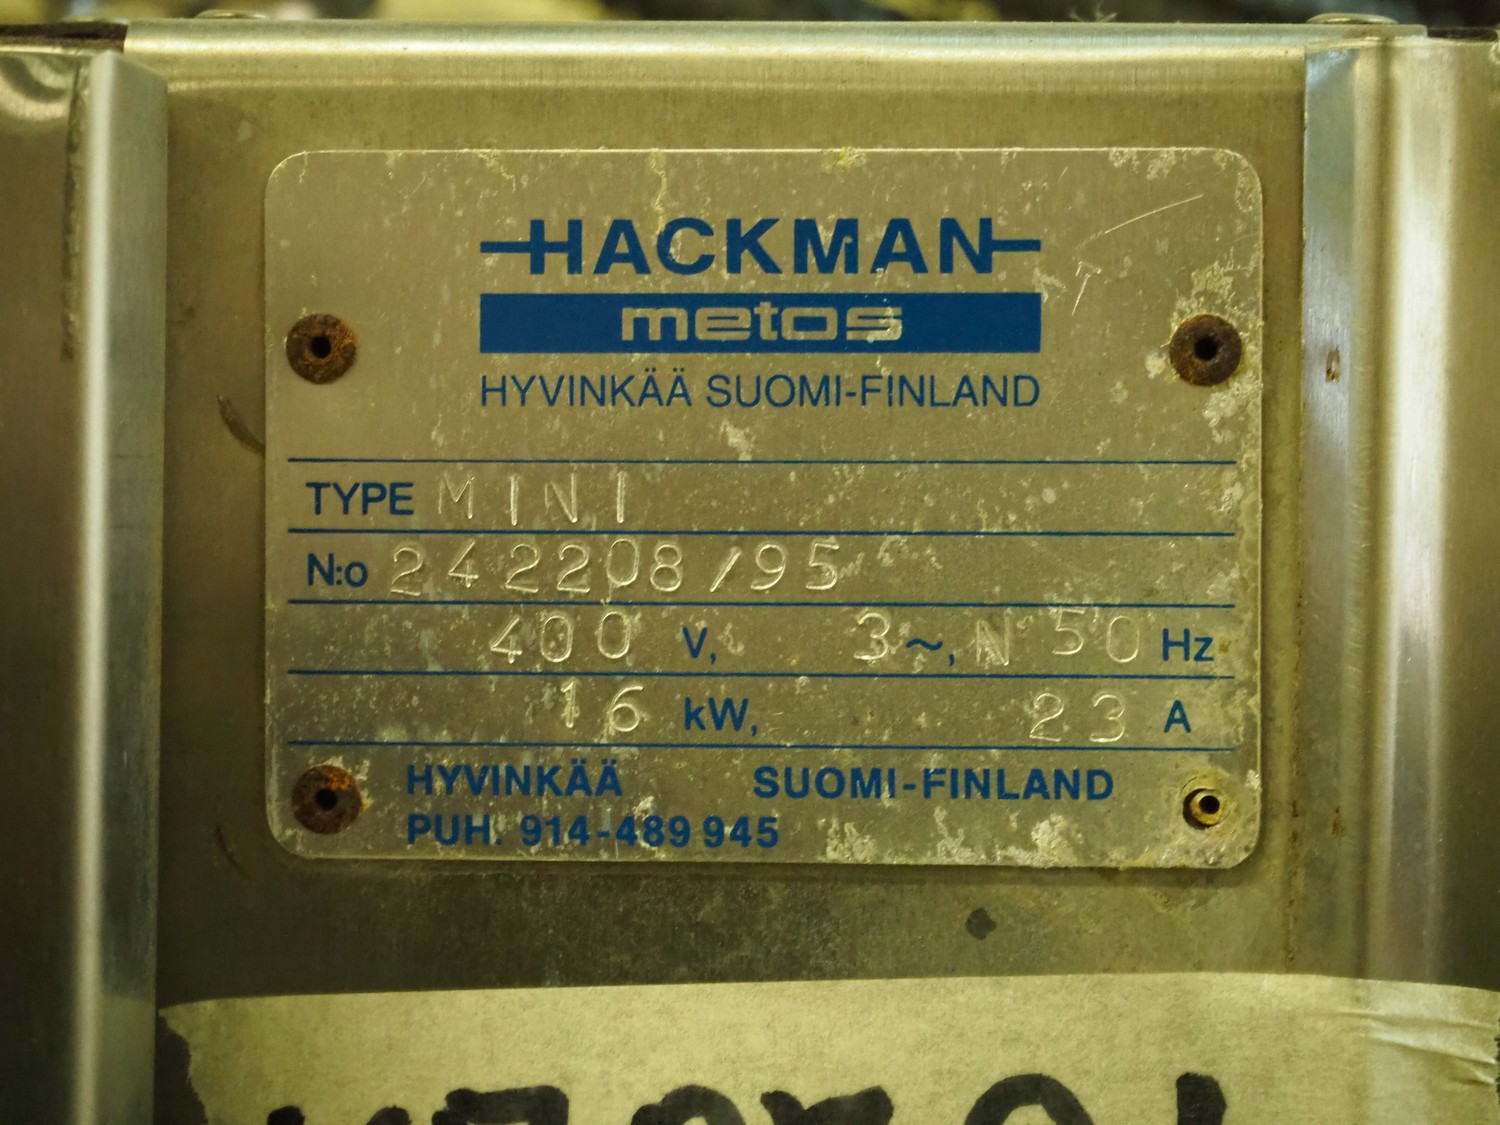 HACKMAN
metos
HYVINKÄÄ SUOMI-FINLAND
TYPE MINI
N:o 242208/95
400 V, 3~, N 50 Hz
16 kW, 23 A
HYVINKÄÄ SUOMI-FINLAND
PUH. 914-489 945